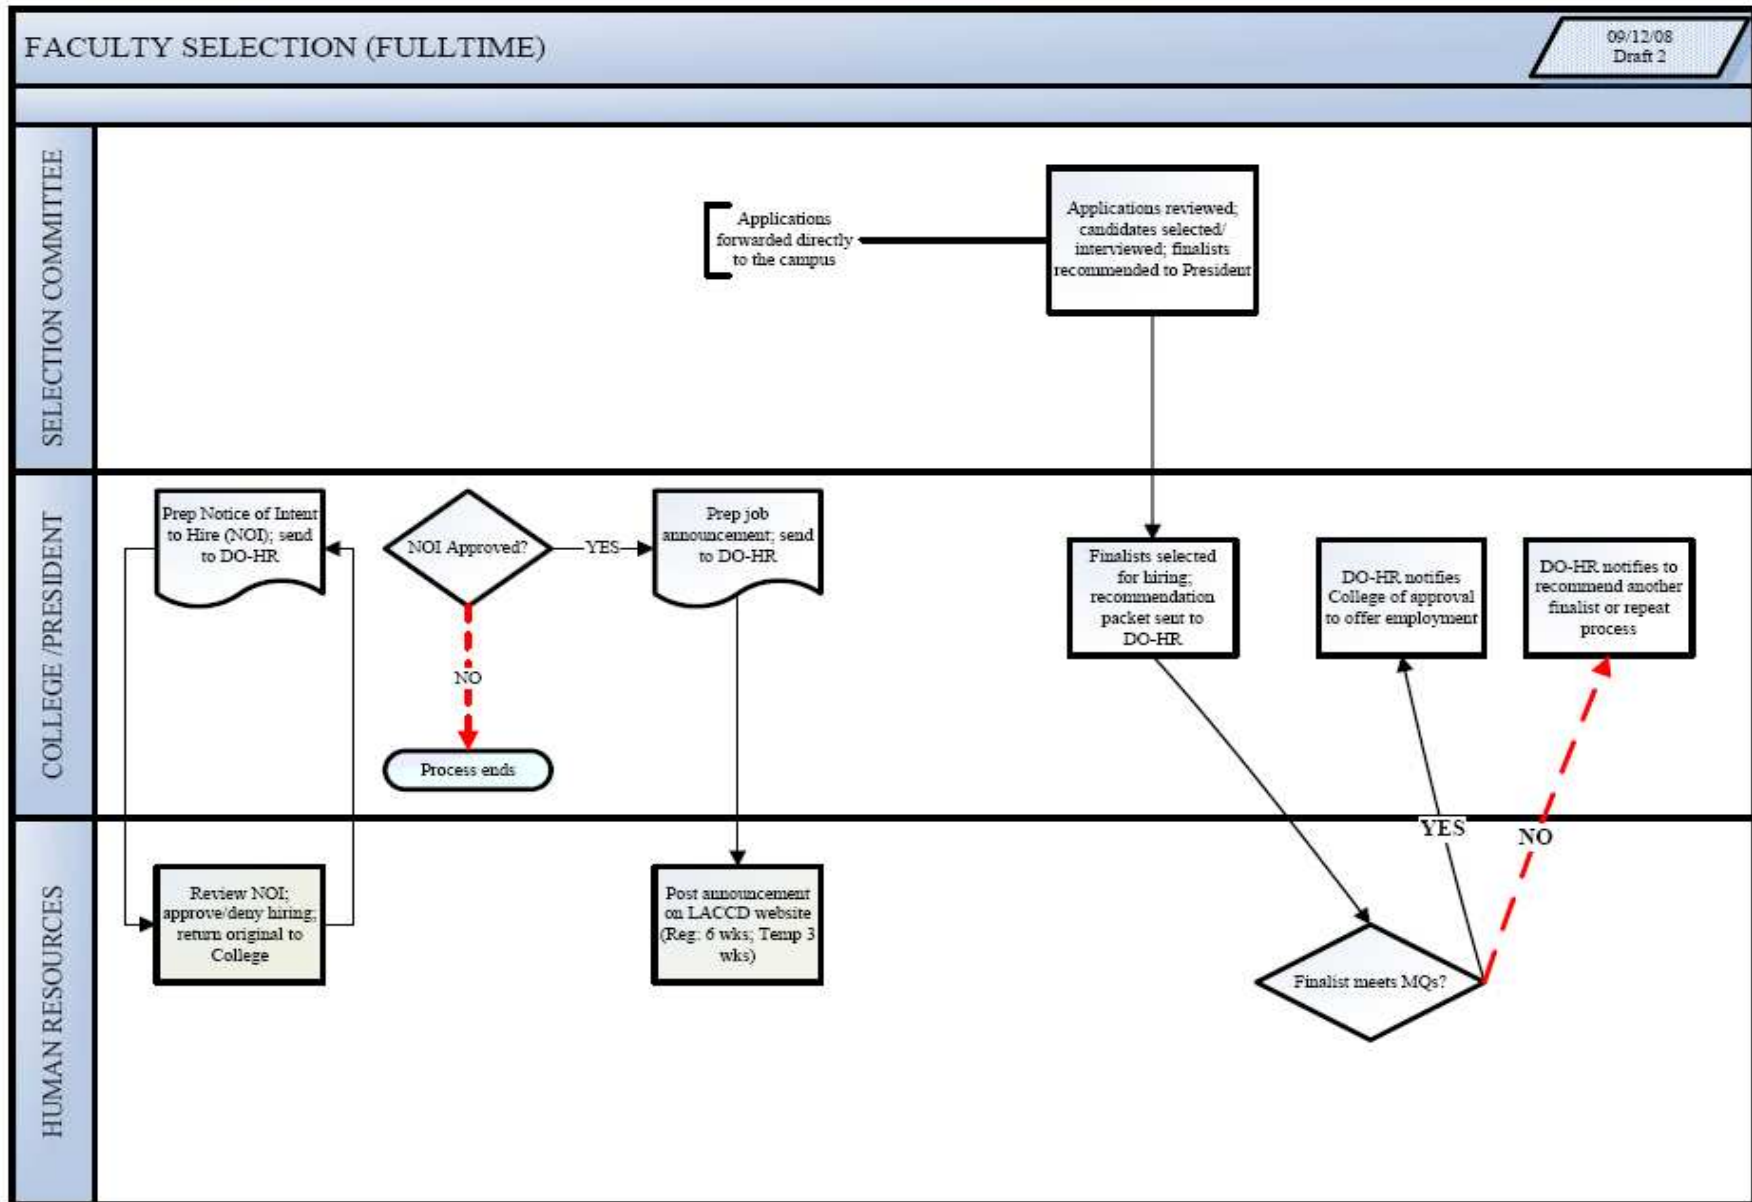 FACULTY SELECTION (FULLTIME)
09/12/08
Draft 2
SELECTION COMMITTEE
Applications
forwarded directly
to the campus
Applications reviewed;
candidates selected/
interviewed; finalists
recommended to President
COLLEGE /PRESIDENT
Prep Notice of Intent
to Hire (NOI); send
to DO-HR
NOI Approved?
YES
NO
Process ends
Prep job
announcement; send
to DO-HR
Finalists selected
for hiring;
recommendation
packet sent to
DO-HR
DO-HR notifies
College of approval
to offer employment
DO-HR notifies to
recommend another
finalist or repeat
process
YES
NO
HUMAN RESOURCES
Review NOI;
approve/deny hiring;
return original to
College
Post announcement
on LACCD website
(Reg: 6 wks; Temp 3
wks)
Finalist meets MQs?